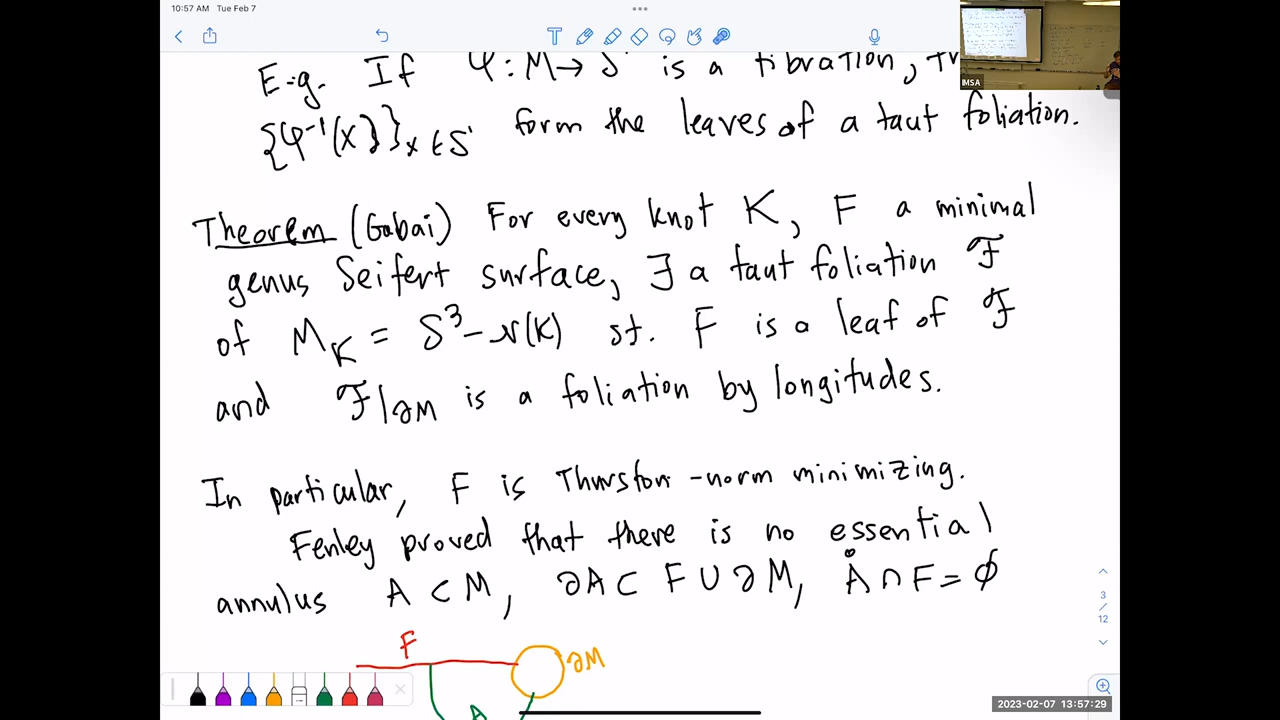 10:57 AM Tue Feb 7
E.g. If φ: M → S' is a fibration,
{φ⁻¹(x)}ₓ ∈ S' form the leaves of a taut foliation.
Theorem (Gabai) For every knot K, F a minimal
genus Seifert surface, ∃ a taut foliation ℱ
of M_K = S³ - N(K) st. F is a leaf of ℱ
and ℱ|∂M is a foliation by longitudes.
In particular, F is Thurston-norm minimizing.
Fenley proved that there is no essential
annulus A ⊂ M, ∂A ⊂ F ∪ ∂M, Å ∩ F = ∅
F
∂M
A
IMSA
3
/
12
2023-02-07 13:57:29